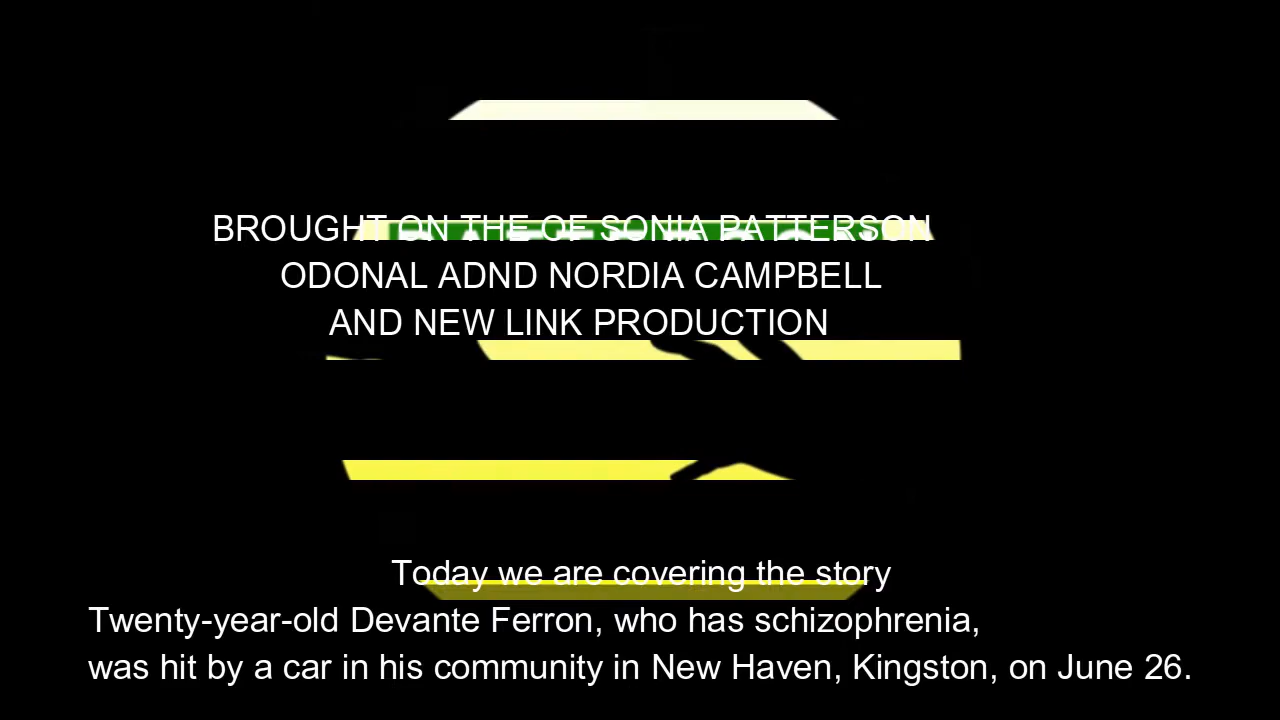 BROUGHT ON THE OF SONIA PATTERSON
ODONAL ADND NORDIA CAMPBELL
AND NEW LINK PRODUCTION
Today we are covering the story
Twenty-year-old Devante Ferron, who has schizophrenia,
was hit by a car in his community in New Haven, Kingston, on June 26.